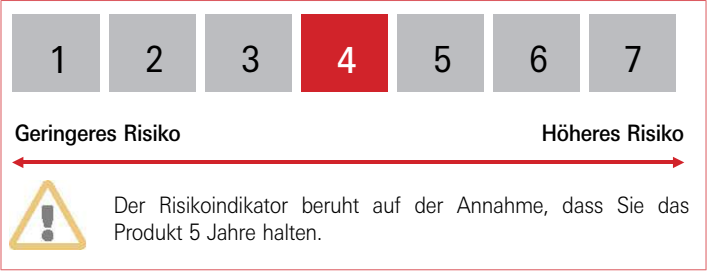 1 2 3 4 5 6 7
Geringeres Risiko Höheres Risiko
Der Risikoindikator beruht auf der Annahme, dass Sie das
Produkt 5 Jahre halten.